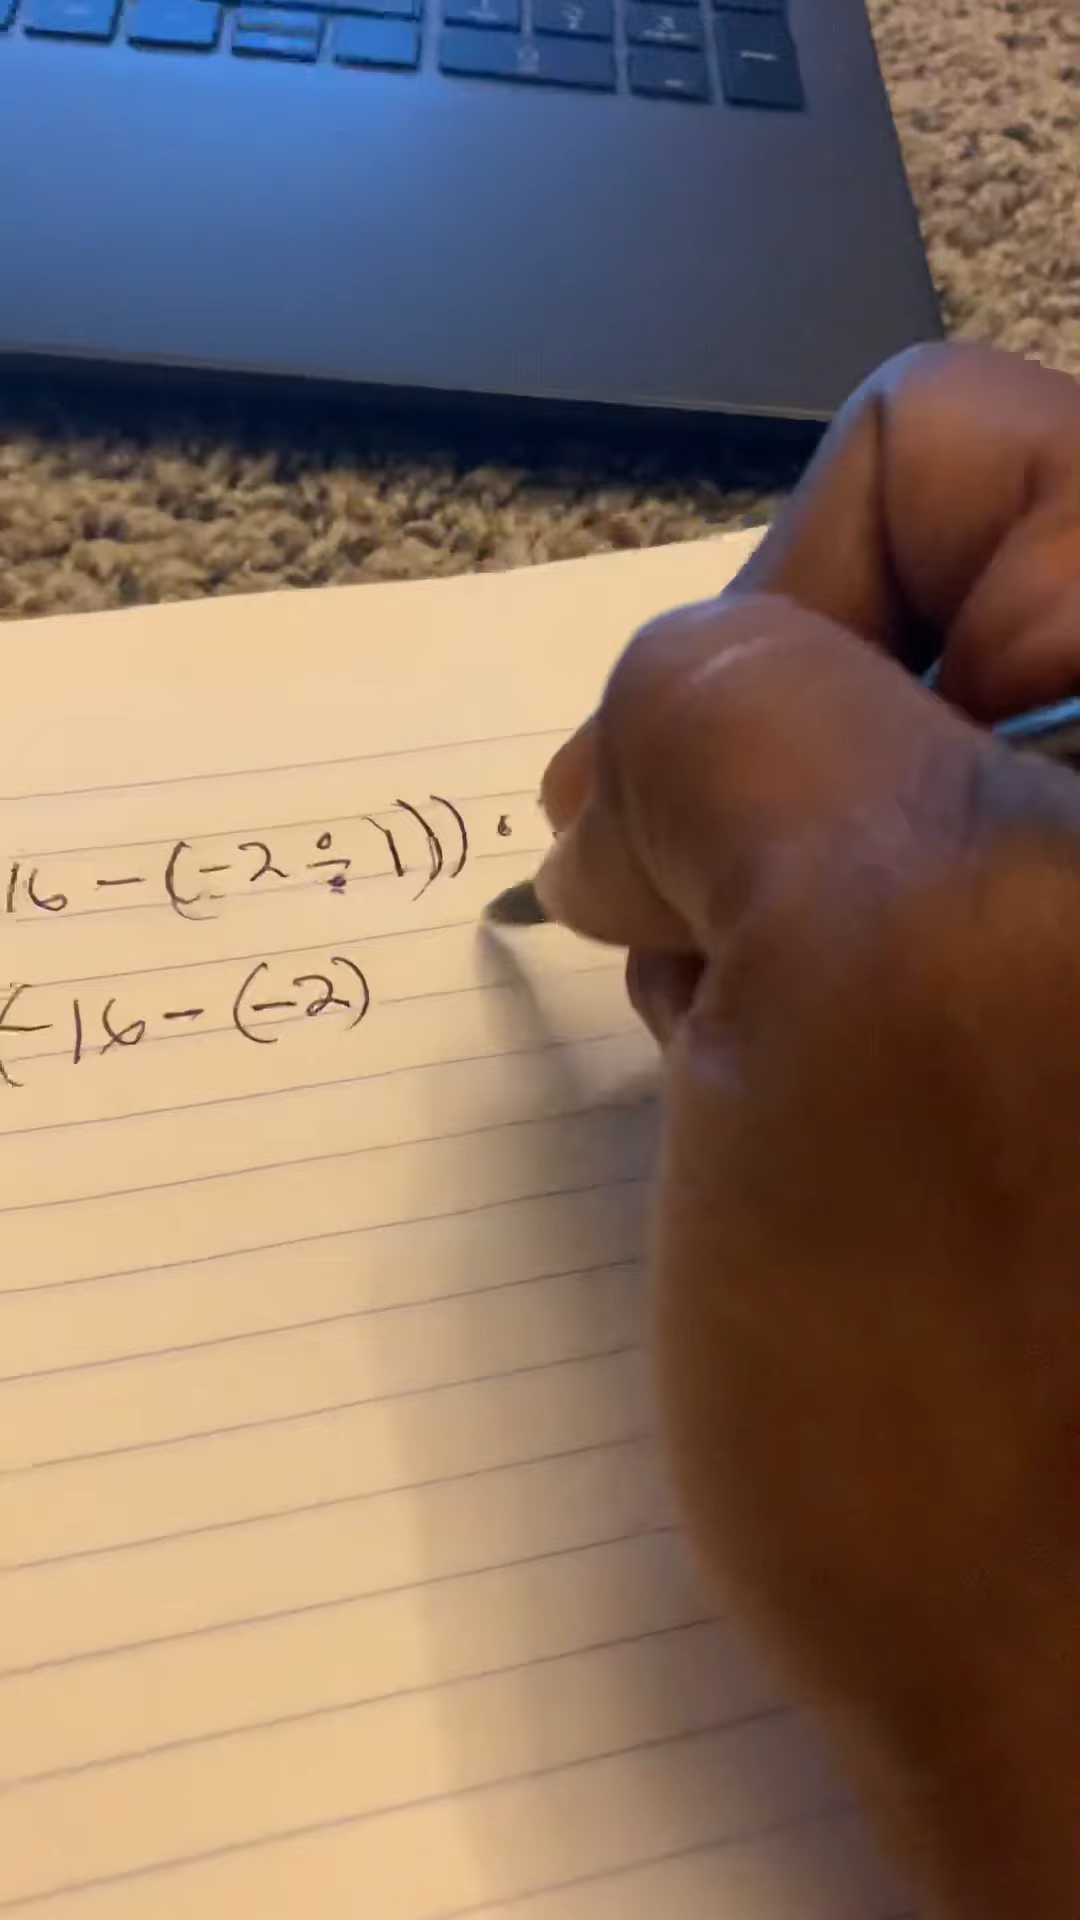 16 - (-2 ÷ 1))) ·
(-16 - (-2)